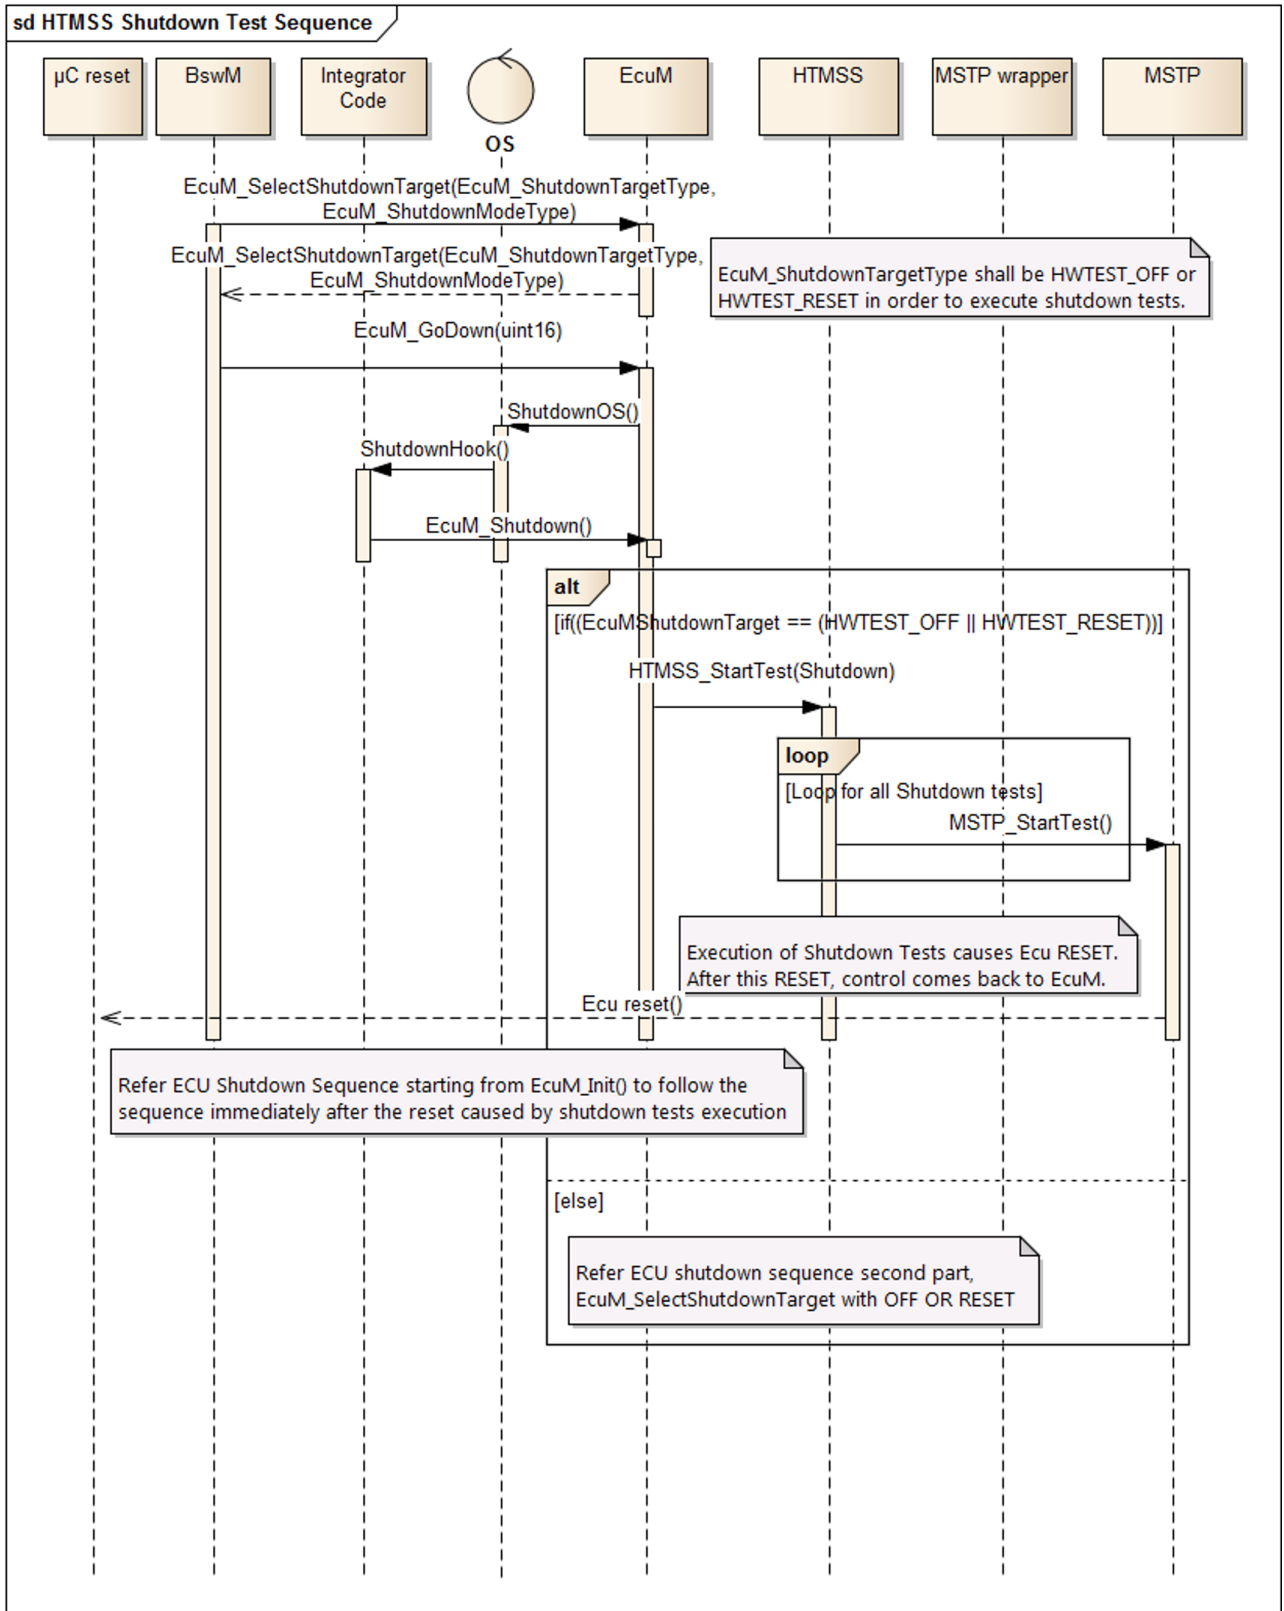 sd HTMSS Shutdown Test Sequence
µC reset
BswM
Integrator
Code
OS
EcuM
HTMSS
MSTP wrapper
MSTP
EcuM_SelectShutdownTarget(EcuM_ShutdownTargetType,
EcuM_ShutdownModeType)
EcuM_SelectShutdownTarget(EcuM_ShutdownTargetType,
EcuM_ShutdownModeType)
EcuM_ShutdownTargetType shall be HWTEST_OFF or
HWTEST_RESET in order to execute shutdown tests.
EcuM_GoDown(uint16)
ShutdownOS()
ShutdownHook()
EcuM_Shutdown()
alt
[if((EcuMShutdownTarget == (HWTEST_OFF || HWTEST_RESET))]
HTMSS_StartTest(Shutdown)
loop
[Loop for all Shutdown tests]
MSTP_StartTest()
Execution of Shutdown Tests causes Ecu RESET.
After this RESET, control comes back to EcuM.
Ecu reset()
Refer ECU Shutdown Sequence starting from EcuM_Init() to follow the
sequence immediately after the reset caused by shutdown tests execution
[else]
Refer ECU shutdown sequence second part,
EcuM_SelectShutdownTarget with OFF OR RESET